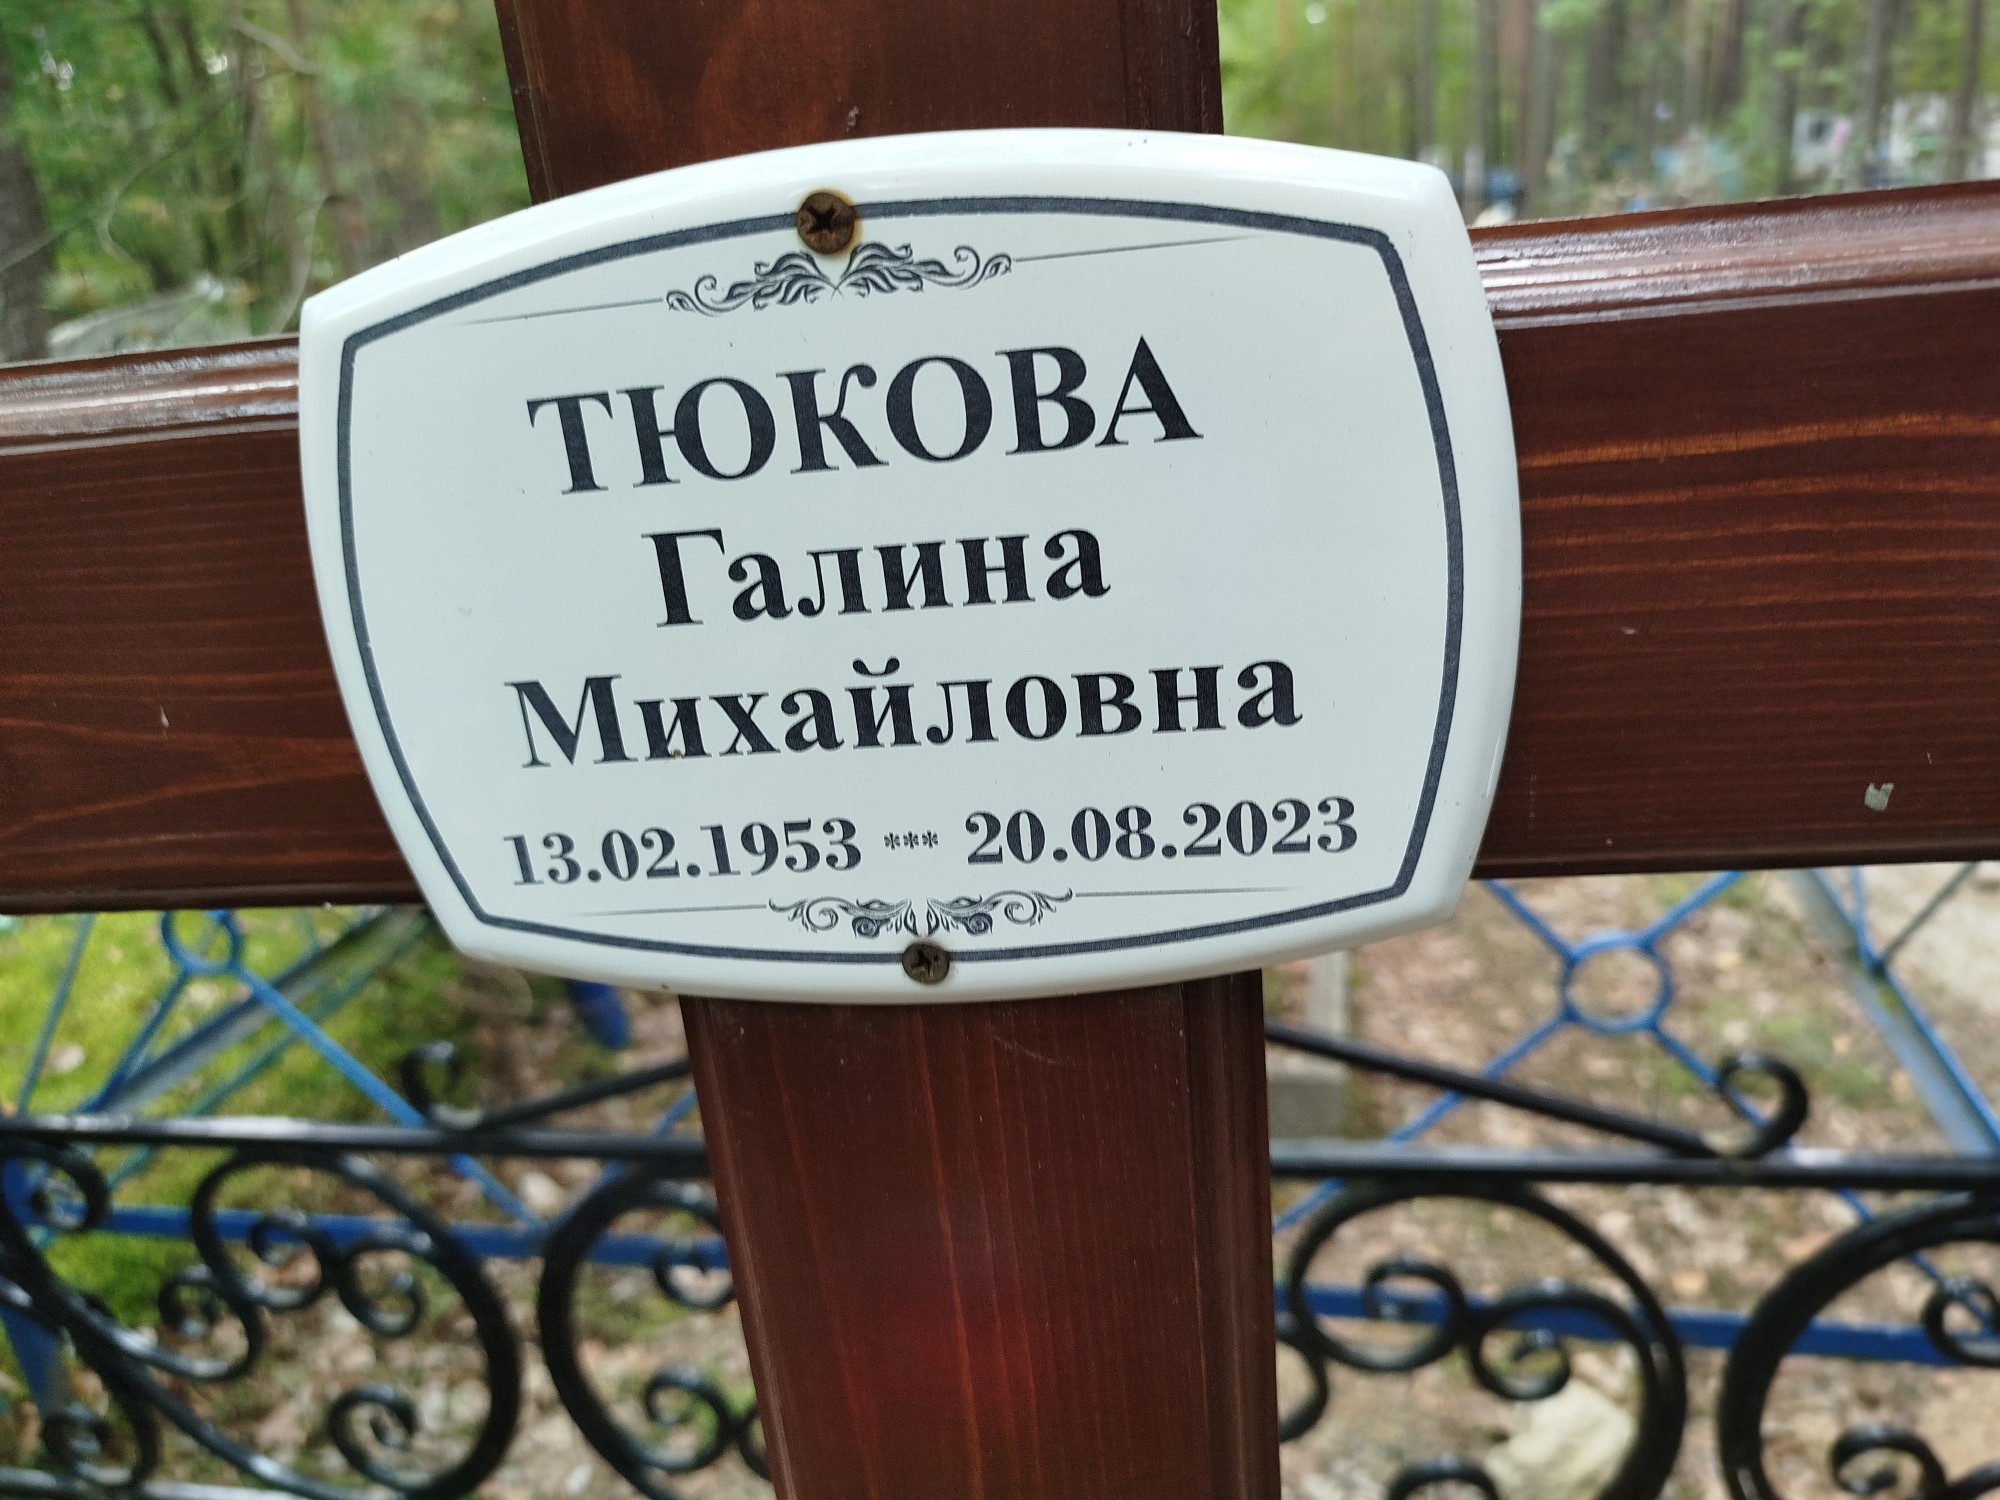 ТЮКОВА
Галина
Михайловна
13.02.1953 *** 20.08.2023